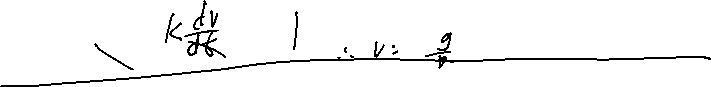 K dv/dt | ∴ v = g/